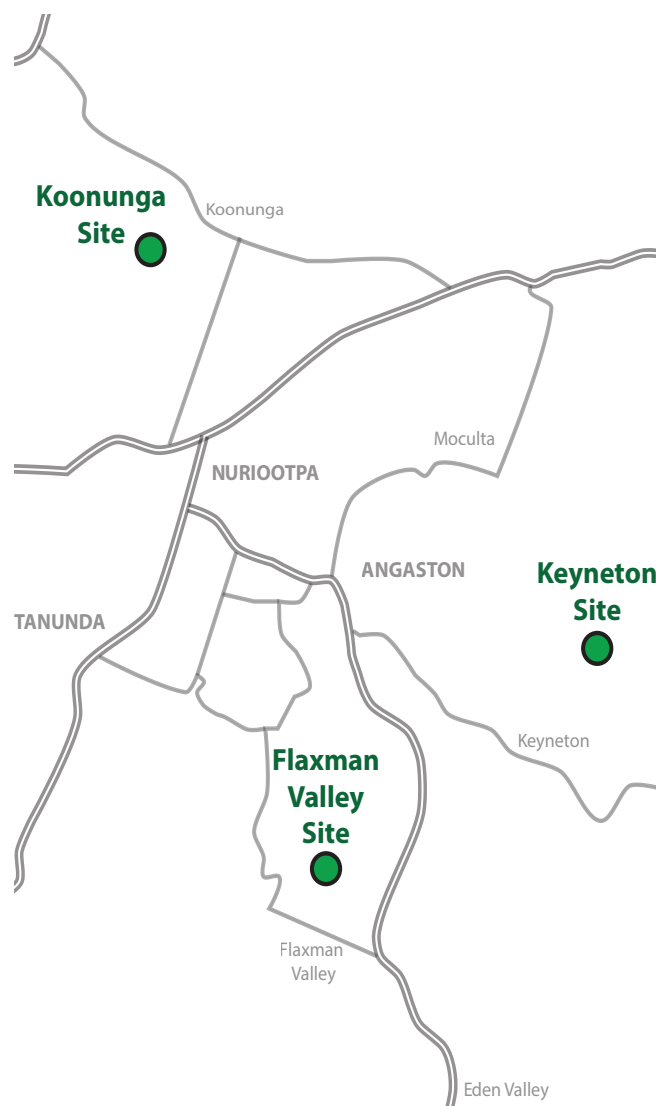 Koonunga
Site
Koonunga
Moculta
NURIOOTPA
ANGASTON
Keyneton
Site
TANUNDA
Keyneton
Flaxman
Valley
Site
Flaxman
Valley
Eden Valley